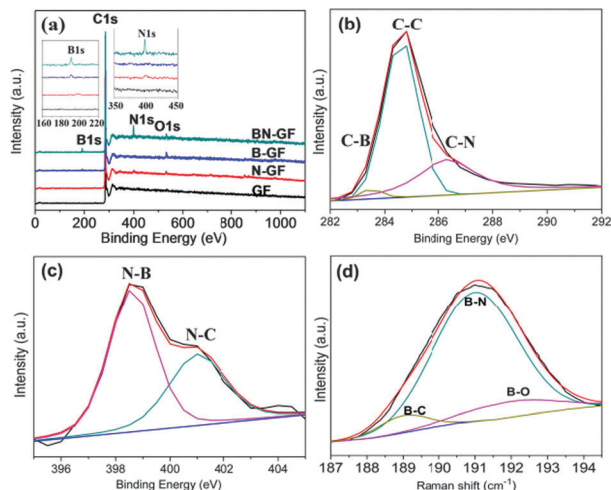 (a)
C1s
N1s
B1s
160 180 200 220
350 400 450
B1s
N1s
O1s
BN-GF
B-GF
N-GF
GF
0 200 400 600 800 1000
Binding Energy (eV)
Intensity (a.u.)
(b)
C-C
C-B
C-N
282 284 286 288 290 292
Binding Energy (eV)
Intensity (a.u.)
(c)
N-B
N-C
396 398 400 402 404
Binding Energy (eV)
Intensity (a.u.)
(d)
B-N
B-O
B-C
187 188 189 190 191 192 193 194
Raman shift (cm⁻¹)
Intensity (a.u.)